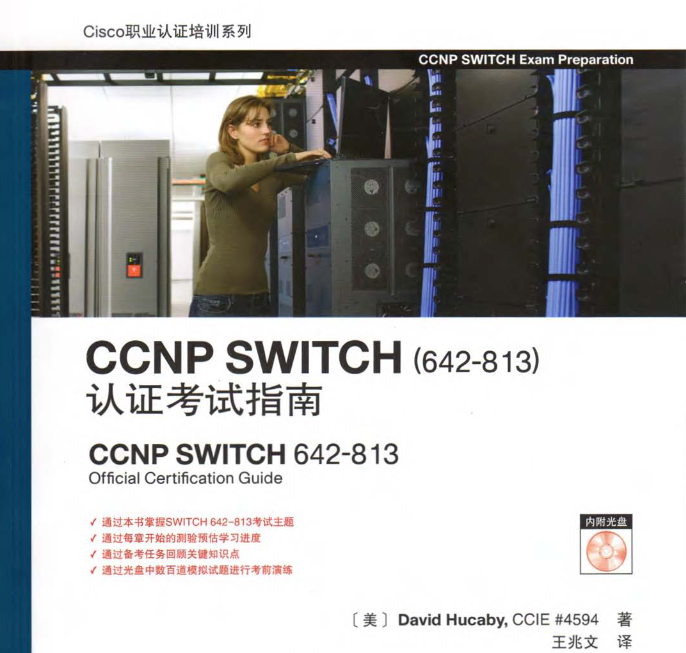 Cisco职业认证培训系列
CCNP SWITCH Exam Preparation
CCNP SWITCH (642-813)
认证考试指南
CCNP SWITCH 642-813
Official Certification Guide
✓ 通过本书掌握SWITCH 642-813考试主题
✓ 通过每章开始的测验预估学习进度
✓ 通过备考任务回顾关键知识点
✓ 通过光盘中数百道模拟试题进行考前演练
内附光盘
〔美〕David Hucaby, CCIE #4594 著
王兆文 译